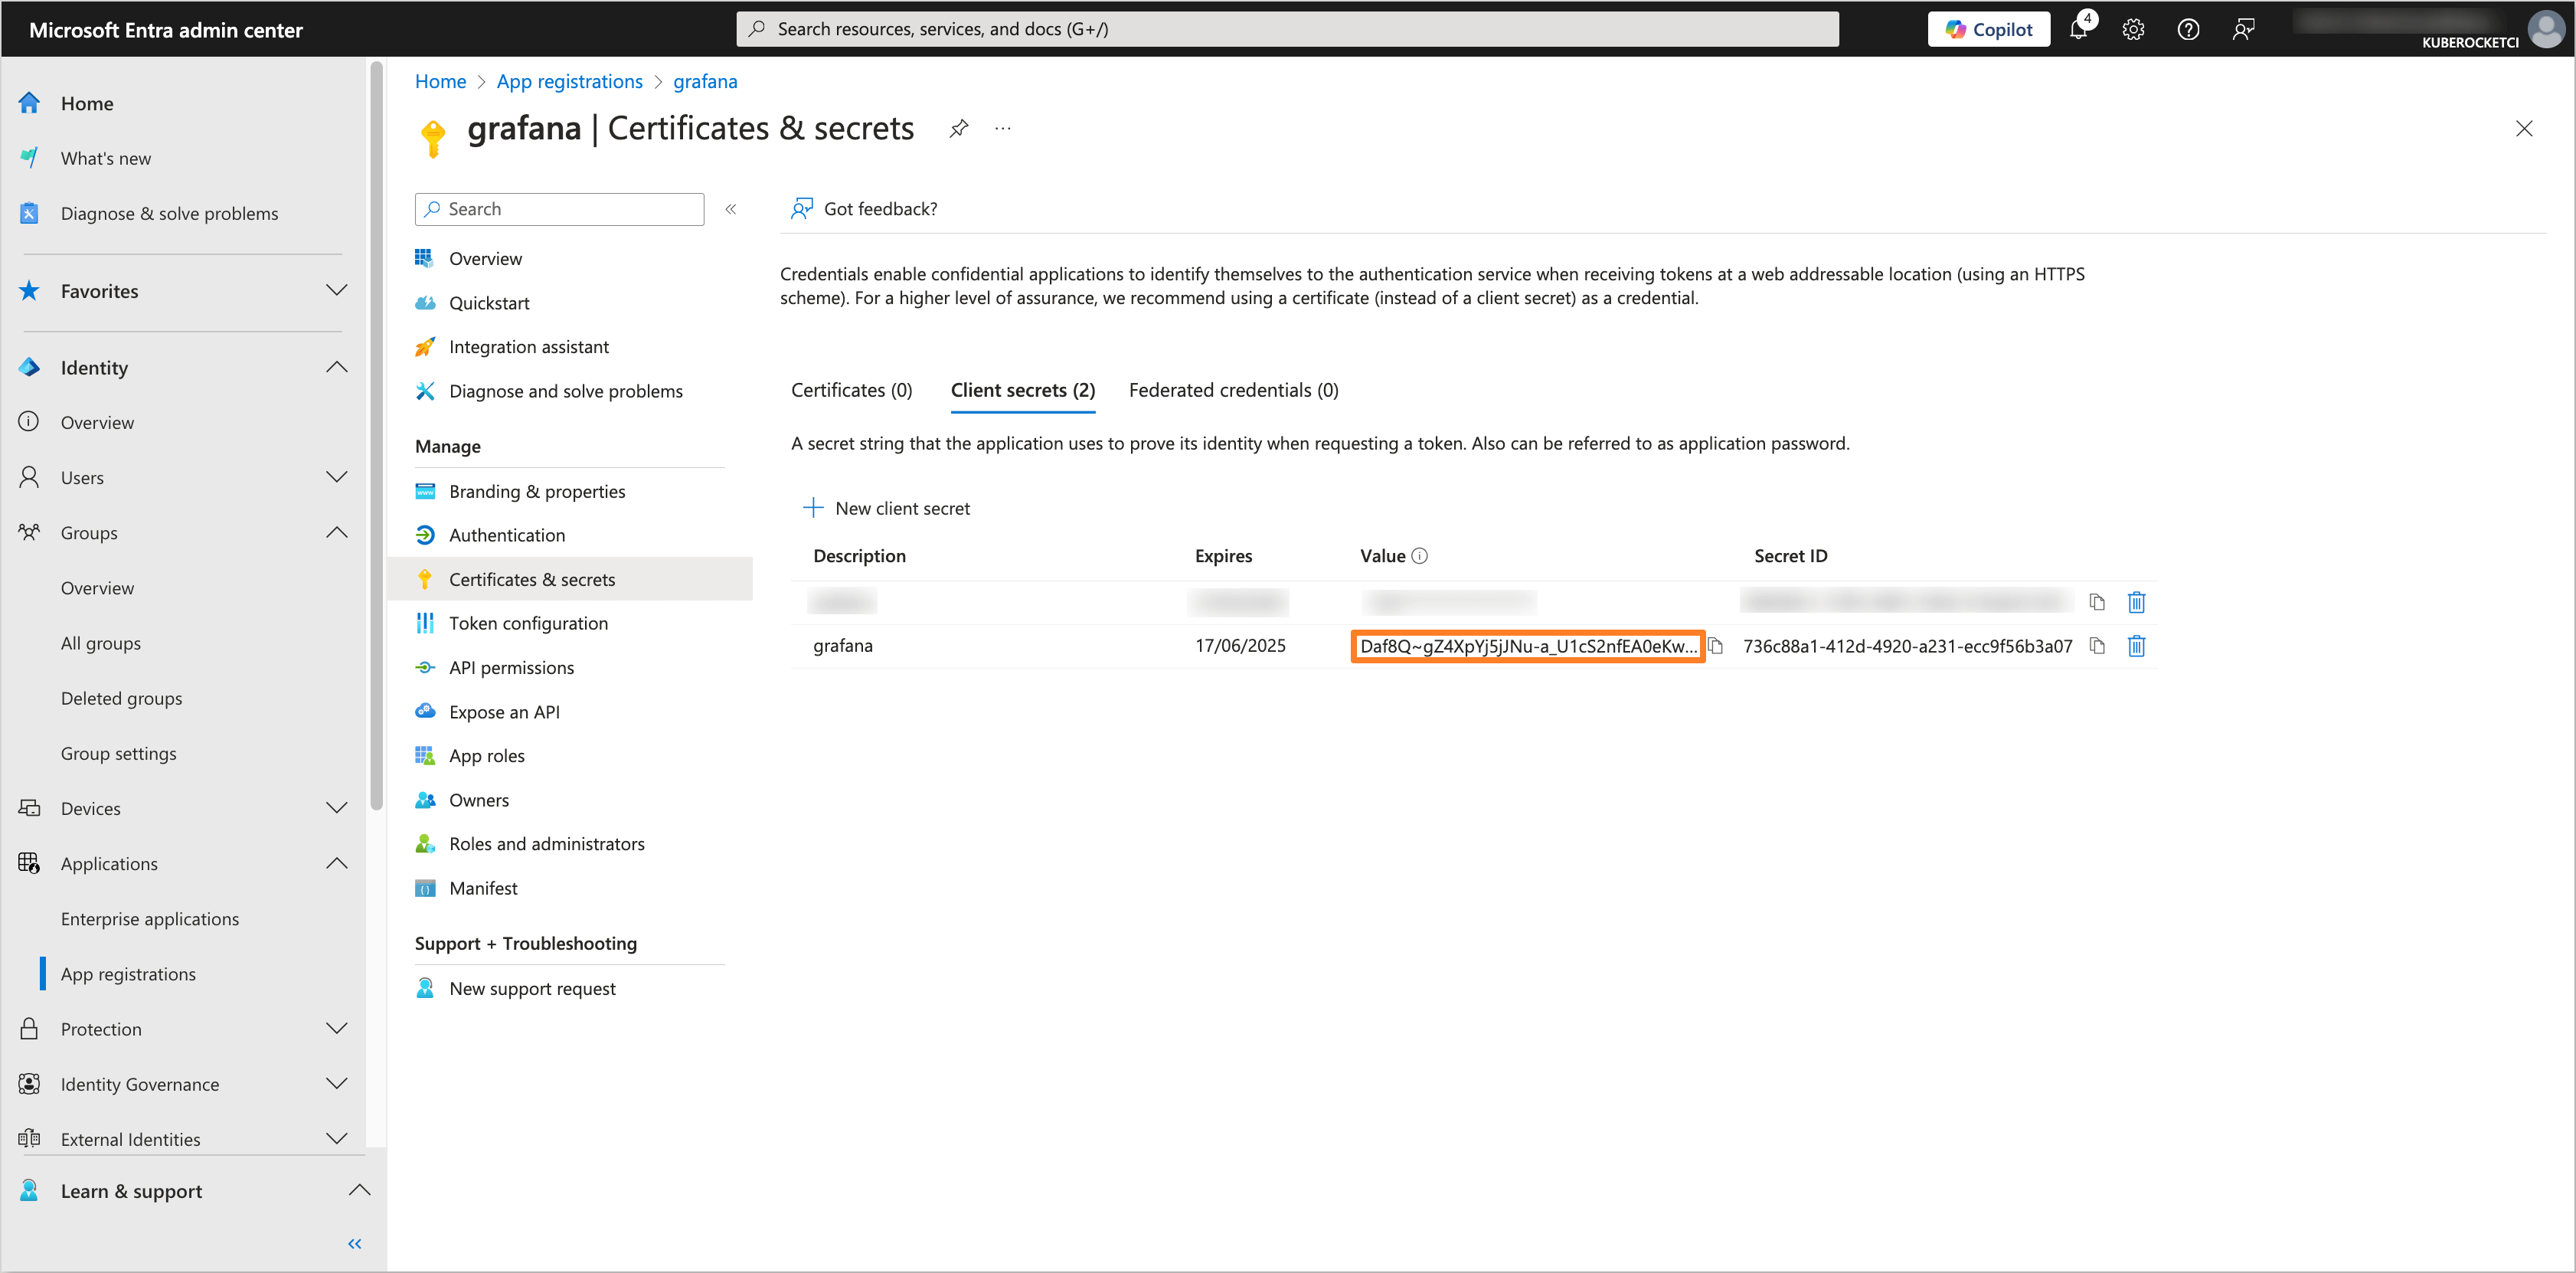 Microsoft Entra admin center
Search resources, services, and docs (G+/)
Copilot
4
KUBEROCKETCI
Home
What's new
Diagnose & solve problems
Favorites
Identity
Overview
Users
Groups
Overview
All groups
Deleted groups
Group settings
Devices
Applications
Enterprise applications
App registrations
Protection
Identity Governance
External Identities
Learn & support
Home > App registrations > grafana
grafana | Certificates & secrets
Search
Overview
Quickstart
Integration assistant
Diagnose and solve problems
Manage
Branding & properties
Authentication
Certificates & secrets
Token configuration
API permissions
Expose an API
App roles
Owners
Roles and administrators
Manifest
Support + Troubleshooting
New support request
Got feedback?
Credentials enable confidential applications to identify themselves to the authentication service when receiving tokens at a web addressable location (using an HTTPS
scheme). For a higher level of assurance, we recommend using a certificate (instead of a client secret) as a credential.
Certificates (0) Client secrets (2) Federated credentials (0)
A secret string that the application uses to prove its identity when requesting a token. Also can be referred to as application password.
New client secret
Description Expires Value Secret ID
grafana 17/06/2025 Daf8Q~gZ4XpYj5jJNu-a_U1cS2nfEA0eKw... 736c88a1-412d-4920-a231-ecc9f56b3a07